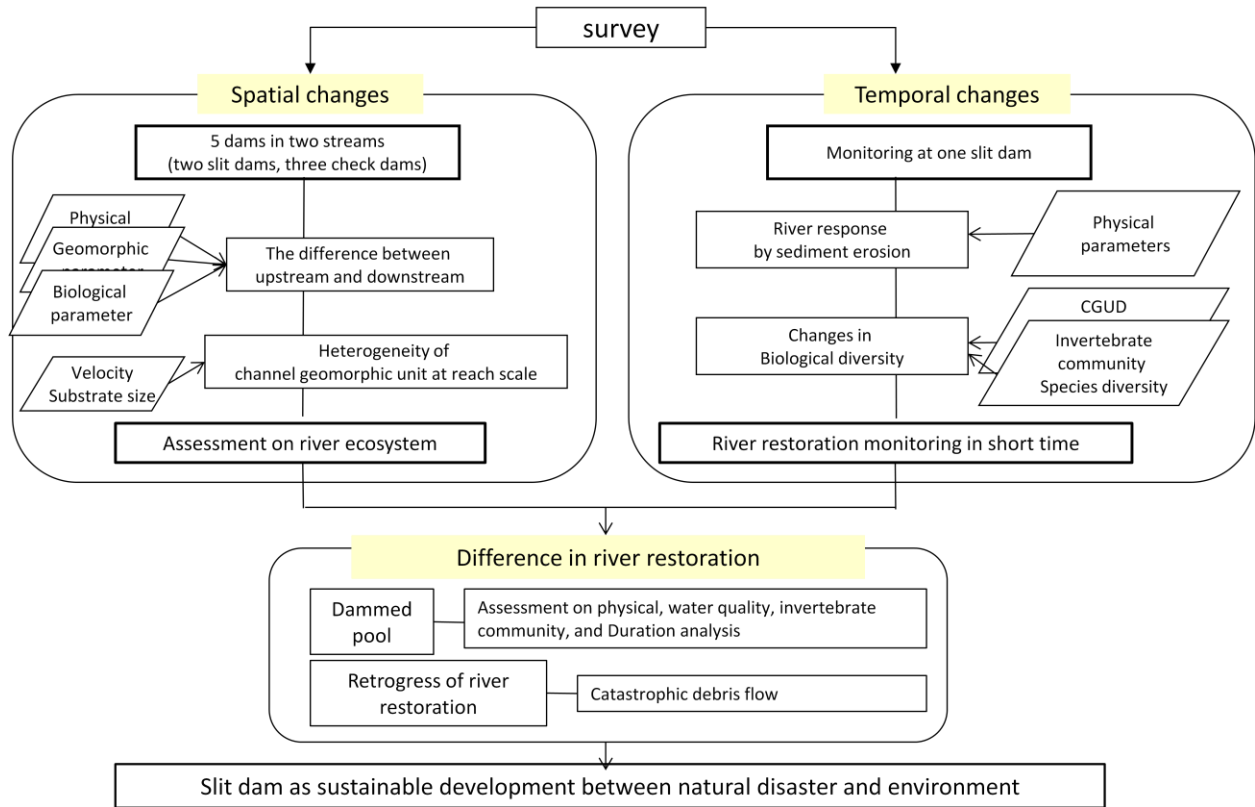 survey
Spatial changes
5 dams in two streams
(two slit dams, three check dams)
Physical
Geomorphic
Biological
parameter
The difference between
upstream and downstream
Velocity
Substrate size
Heterogeneity of
channel geomorphic unit at reach scale
Assessment on river ecosystem
Temporal changes
Monitoring at one slit dam
River response
by sediment erosion
Physical
parameters
Changes in
Biological diversity
CGUD
Invertebrate
community
Species diversity
River restoration monitoring in short time
Difference in river restoration
Dammed
pool
Assessment on physical, water quality, invertebrate
community, and Duration analysis
Retrogress of river
restoration
Catastrophic debris flow
Slit dam as sustainable development between natural disaster and environment